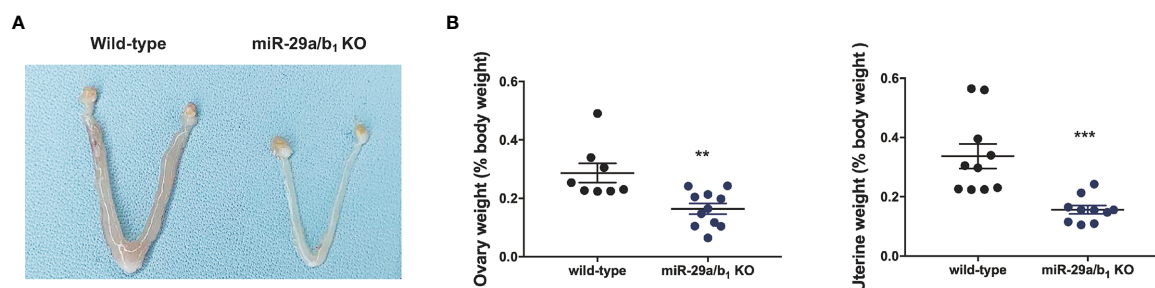 A
Wild-type
miR-29a/b₁ KO
B
Ovary weight (% body weight)
0.6
0.4
0.2
0.0
**
wild-type
miR-29a/b₁ KO
Uterine weight (% body weight )
0.6
0.4
0.2
0.0
***
wild-type
miR-29a/b₁ KO